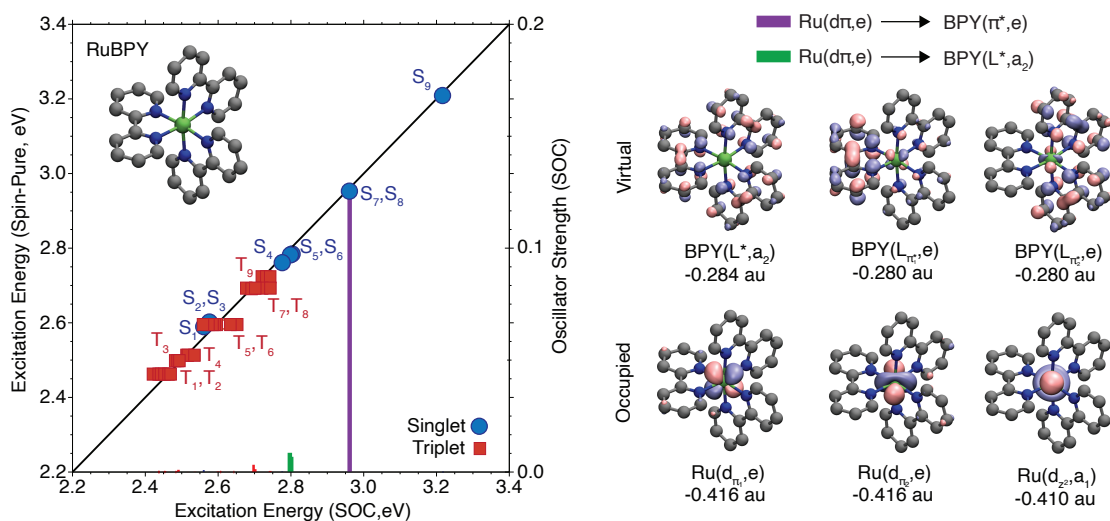 RuBPY
Excitation Energy (Spin-Pure, eV)
3.4
3.2
3.0
2.8
2.6
2.4
2.2
2.2
2.4
2.6
2.8
3.0
3.2
3.4
Excitation Energy (SOC,eV)
0.2
0.1
0.0
Oscillator Strength (SOC)
S₉
S₇,S₈
S₄
S₅,S₆
T₉
S₂,S₃
T₇,T₈
S₁
T₃
T₅,T₆
T₄
T₁,T₂
Singlet
Triplet
Ru(dπ,e) → BPY(π*,e)
Ru(dπ,e) → BPY(L*,a₂)
Virtual
BPY(L*,a₂) BPY(Lπ₁*,e) BPY(Lπ₂*,e)
-0.284 au -0.280 au -0.280 au
Occupied
Ru(dπ₁,e) Ru(dπ₂,e) Ru(dz²,a₁)
-0.416 au -0.416 au -0.410 au